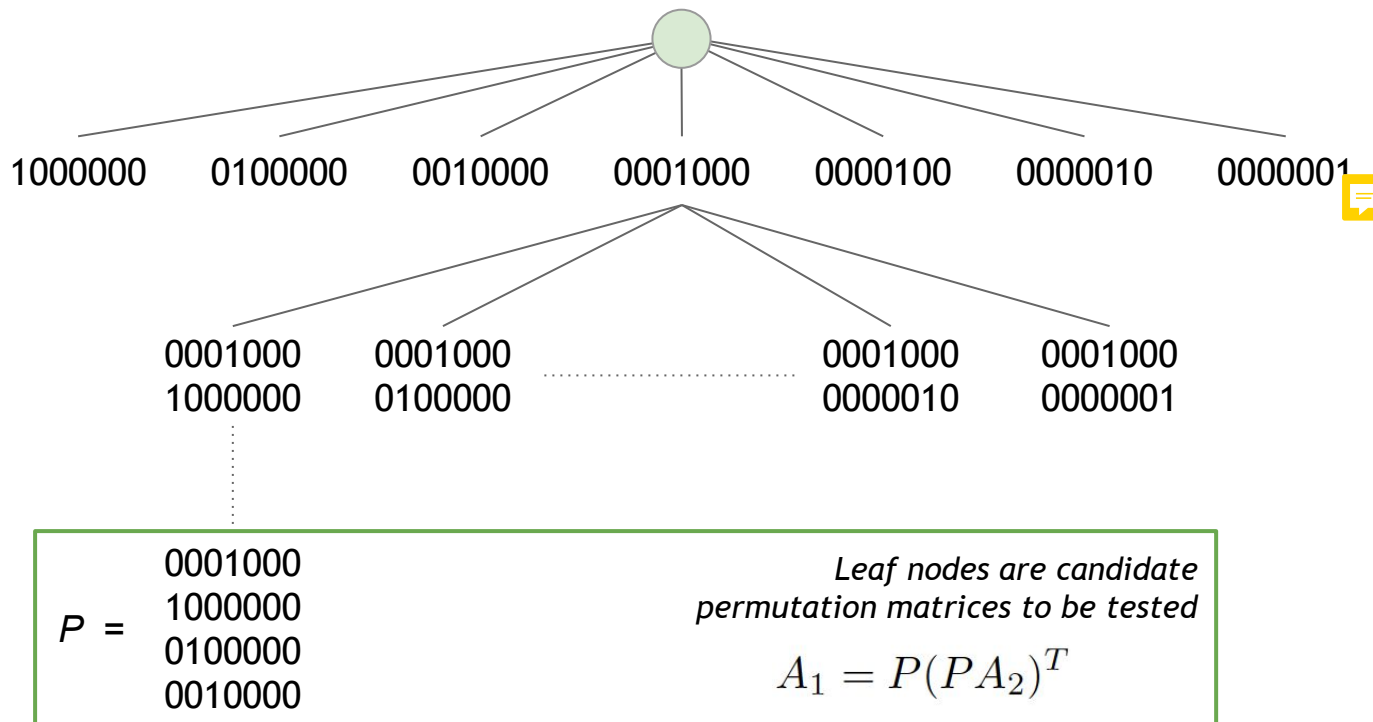 1000000 0100000 0010000 0001000 0000100 0000010 0000001
0001000 0001000 0001000 0001000
1000000 0100000 0000010 0000001
P =
0001000
1000000
0100000
0010000
Leaf nodes are candidate
permutation matrices to be tested
A₁ = P(PA₂)ᵀ